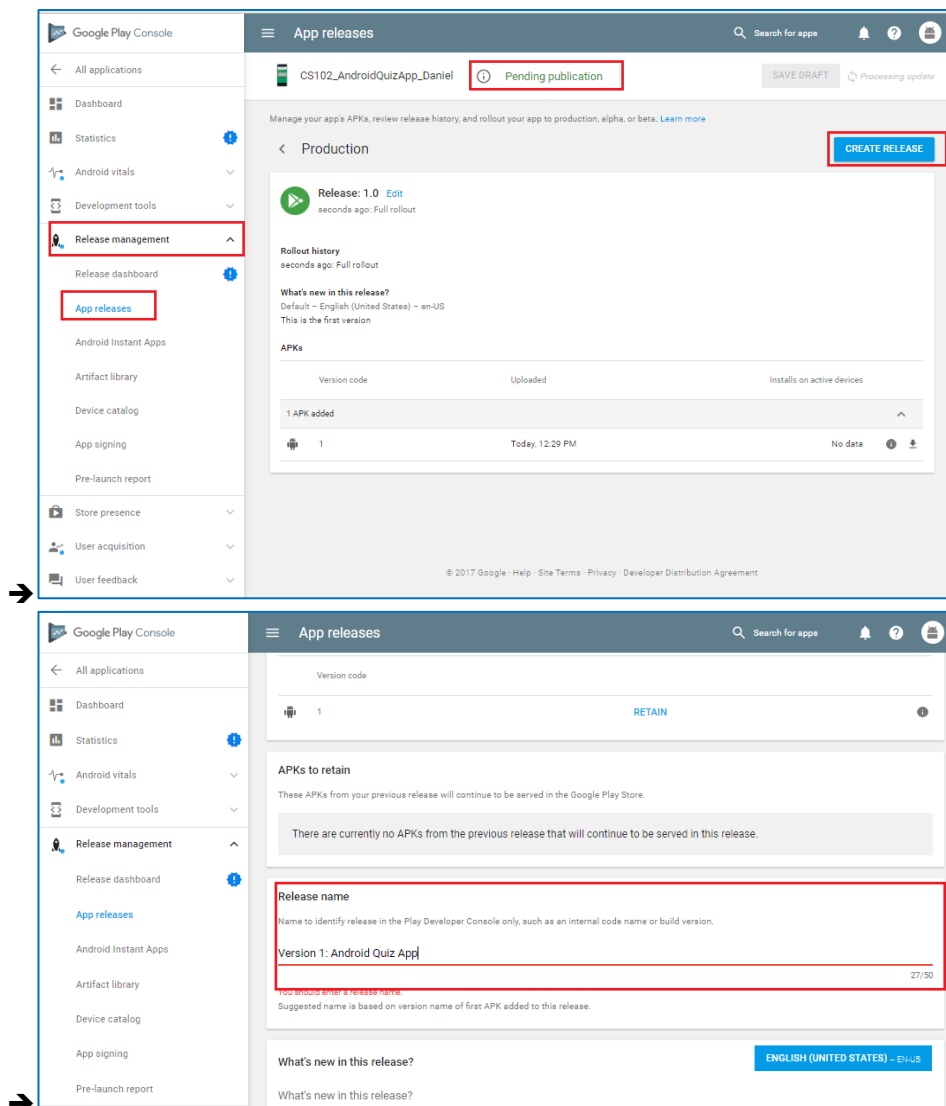 Google Play Console
App releases
Search for apps
All applications
CS102_AndroidQuizApp_Daniel
Pending publication
SAVE DRAFT
Processing update
Dashboard
Statistics
Android vitals
Development tools
Release management
Release dashboard
App releases
Android Instant Apps
Artifact library
Device catalog
App signing
Pre-launch report
Store presence
User acquisition
User feedback
Manage your app's APKs, review release history, and rollout your app to production, alpha, or beta. Learn more
Production
CREATE RELEASE
Release: 1.0 Edit
seconds ago: Full rollout
Rollout history
seconds ago: Full rollout
What's new in this release?
Default – English (United States) – en-US
This is the first version
APKs
Version code Uploaded Installs on active devices
1 APK added
1 Today, 12:29 PM No data
© 2017 Google · Help · Site Terms · Privacy · Developer Distribution Agreement
Google Play Console
App releases
Search for apps
All applications
Dashboard
Statistics
Android vitals
Development tools
Release management
Release dashboard
App releases
Android Instant Apps
Artifact library
Device catalog
App signing
Pre-launch report
Version code
1 RETAIN
APKs to retain
These APKs from your previous release will continue to be served in the Google Play Store.
There are currently no APKs from the previous release that will continue to be served in this release.
Release name
Name to identify release in the Play Developer Console only, such as an internal code name or build version.
Version 1: Android Quiz App
27/50
You should enter a release name.
Suggested name is based on version name of first APK added to this release.
What's new in this release?
ENGLISH (UNITED STATES) – EN-US
What's new in this release?